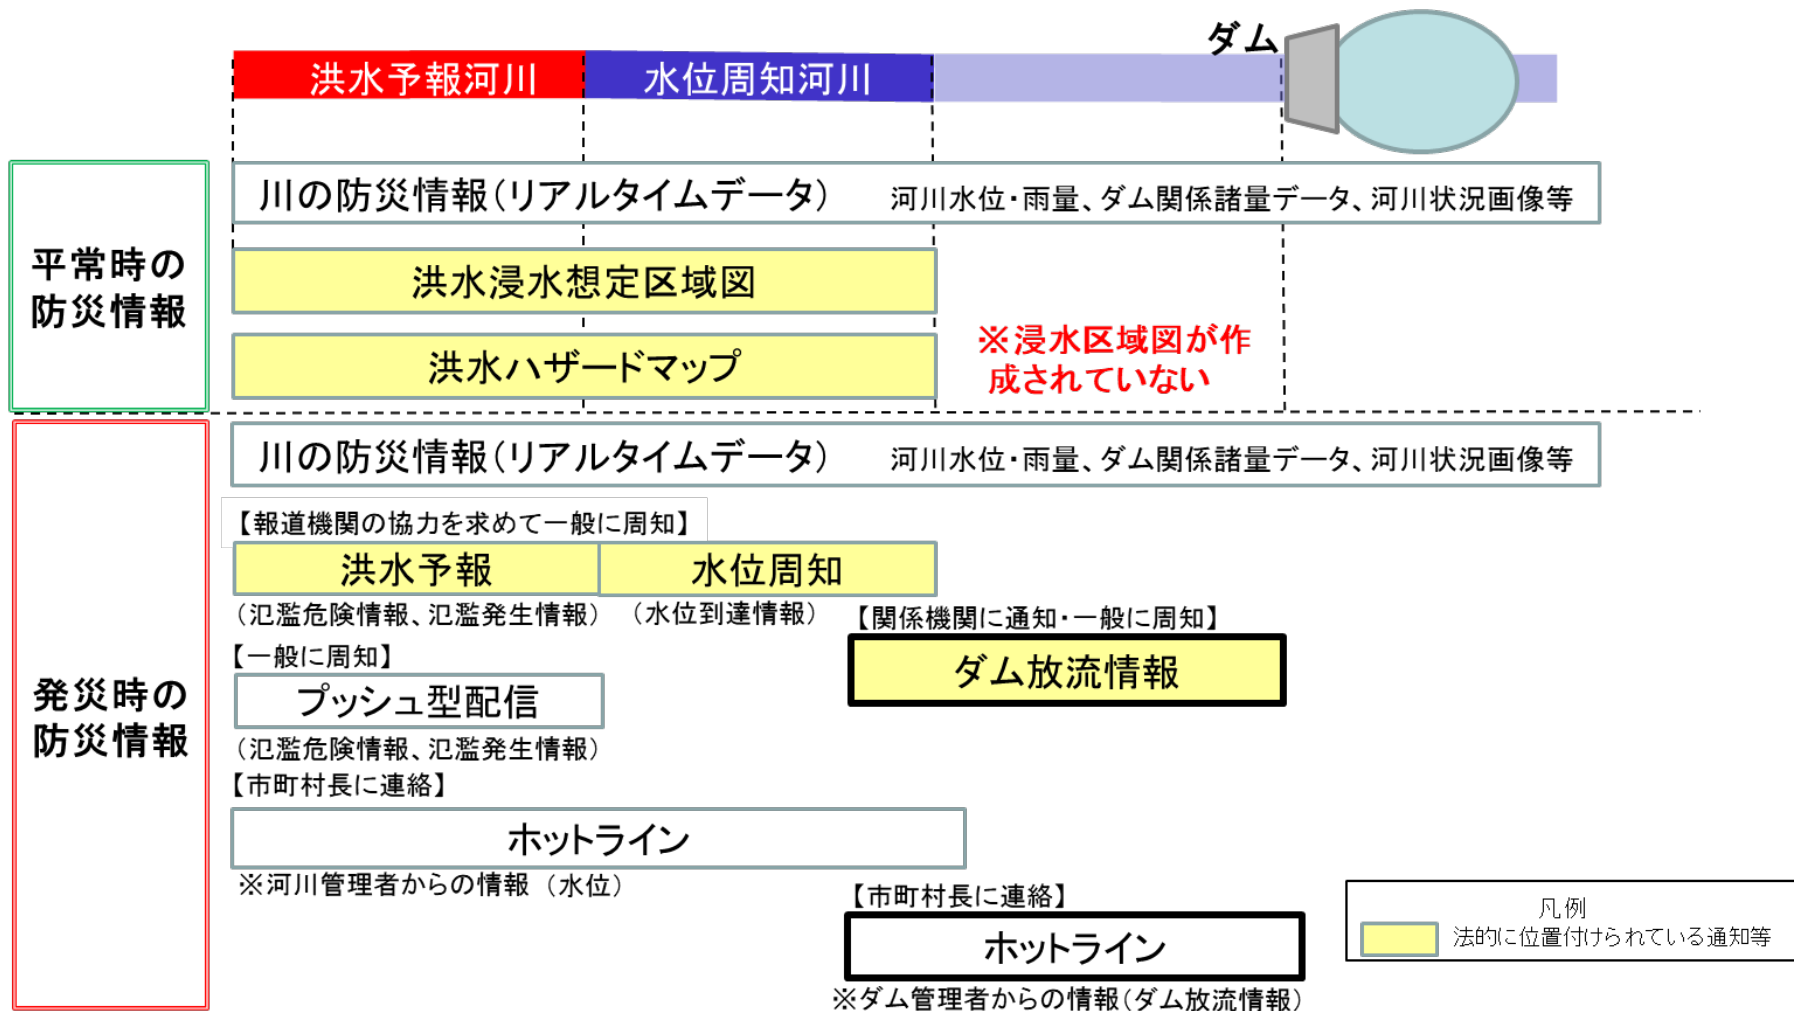 ダム
洪水予報河川
水位周知河川
平常時の
防災情報
川の防災情報(リアルタイムデータ) 河川水位・雨量、ダム関係諸量データ、河川状況画像等
洪水浸水想定区域図
洪水ハザードマップ
※浸水区域図が作
成されていない
発災時の
防災情報
川の防災情報(リアルタイムデータ) 河川水位・雨量、ダム関係諸量データ、河川状況画像等
【報道機関の協力を求めて一般に周知】
洪水予報
水位周知
(氾濫危険情報、氾濫発生情報)
(水位到達情報)
【関係機関に通知・一般に周知】
ダム放流情報
【一般に周知】
プッシュ型配信
(氾濫危険情報、氾濫発生情報)
【市町村長に連絡】
ホットライン
※河川管理者からの情報(水位)
【市町村長に連絡】
ホットライン
※ダム管理者からの情報(ダム放流情報)
凡例
法的に位置付けられている通知等